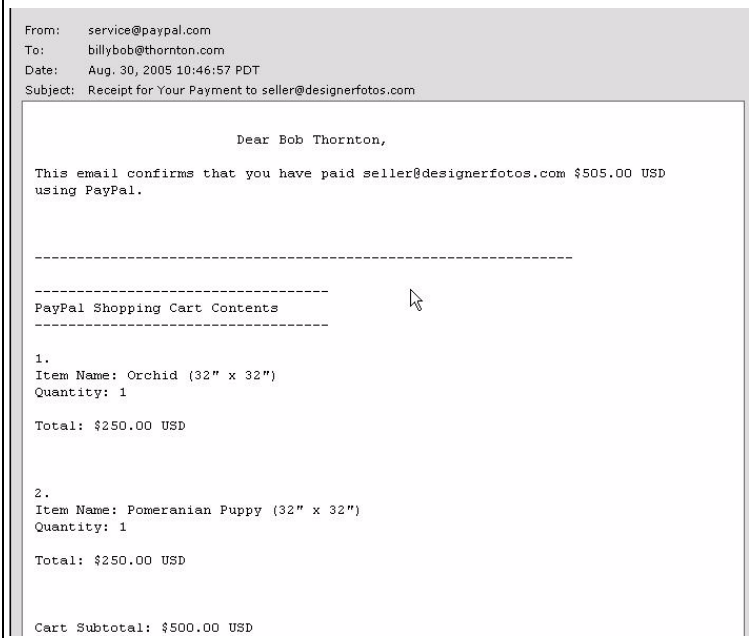 From: service@paypal.com
To: billybob@thornton.com
Date: Aug. 30, 2005 10:46:57 PDT
Subject: Receipt for Your Payment to seller@designerfotos.com
Dear Bob Thornton,
This email confirms that you have paid seller@designerfotos.com $505.00 USD
using PayPal.
----------------------------------------------------------------
-----------------------------------
PayPal Shopping Cart Contents
-----------------------------------
1.
Item Name: Orchid (32" x 32")
Quantity: 1
Total: $250.00 USD
2.
Item Name: Pomeranian Puppy (32" x 32")
Quantity: 1
Total: $250.00 USD
Cart Subtotal: $500.00 USD